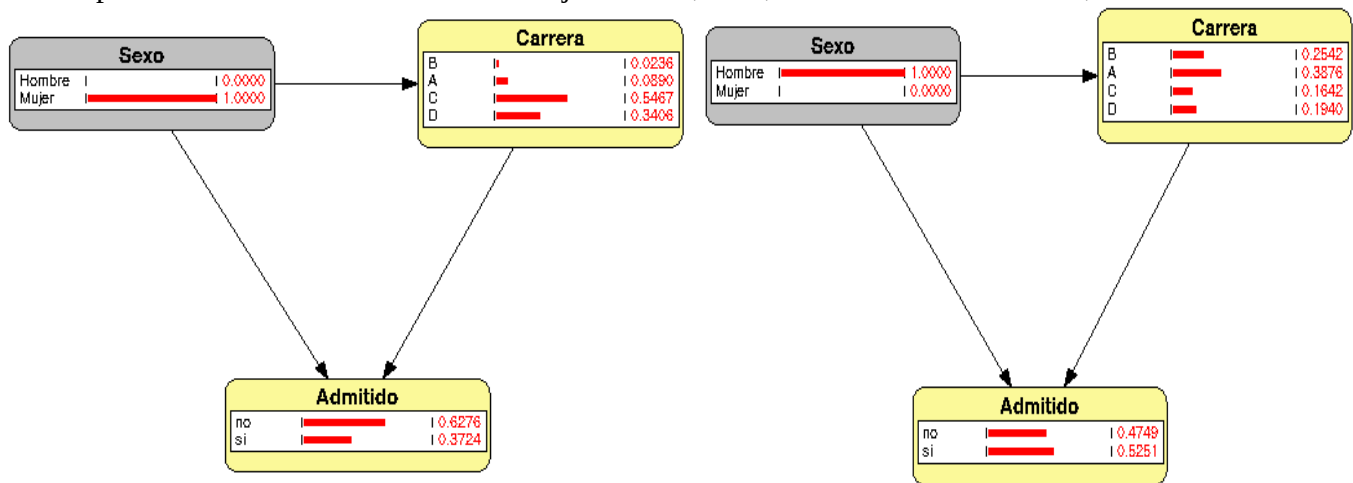 Sexo
Hombre 0.0000
Mujer 1.0000
Carrera
B 0.0236
A 0.0890
C 0.5467
D 0.3406
Admitido
no 0.6276
si 0.3724
Sexo
Hombre 1.0000
Mujer 0.0000
Carrera
B 0.2542
A 0.3876
C 0.1642
D 0.1940
Admitido
no 0.4749
si 0.5251